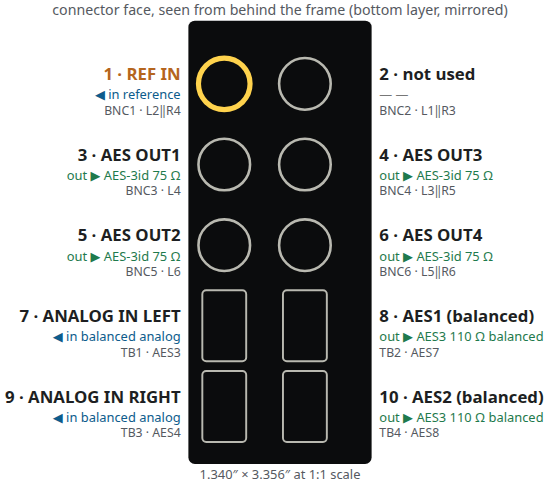 connector face, seen from behind the frame (bottom layer, mirrored)
1 · REF IN
◀ in reference
BNC1 · L2||R4
2 · not used
— —
BNC2 · L1||R3
3 · AES OUT1
out ▶ AES-3id 75 Ω
BNC3 · L4
4 · AES OUT3
out ▶ AES-3id 75 Ω
BNC4 · L3||R5
5 · AES OUT2
out ▶ AES-3id 75 Ω
BNC5 · L6
6 · AES OUT4
out ▶ AES-3id 75 Ω
BNC6 · L5||R6
7 · ANALOG IN LEFT
◀ in balanced analog
TB1 · AES3
8 · AES1 (balanced)
out ▶ AES3 110 Ω balanced
TB2 · AES7
9 · ANALOG IN RIGHT
◀ in balanced analog
TB3 · AES4
10 · AES2 (balanced)
out ▶ AES3 110 Ω balanced
TB4 · AES8
1.340″ × 3.356″ at 1:1 scale